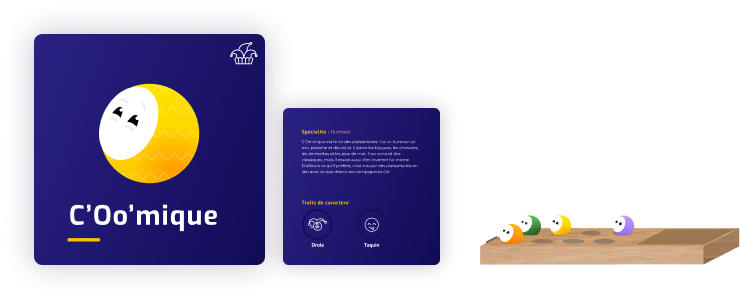 C'Oo'mique
Spécialité : Humour
C'Oo'mique est le roi des plaisanteries. Il a un humour un
peu potache et décalé et il adore les blagues, les charades,
les devinettes et les jeux de mot. Il en connaît des
classiques, mais il essaie aussi d'en inventer lui-même.
D'ailleurs ce qu'il préfère, c'est trouver des plaisanteries en
lien avec ce que disent ses compagnons Oo'.
Traits de caractère
Drole
Taquin